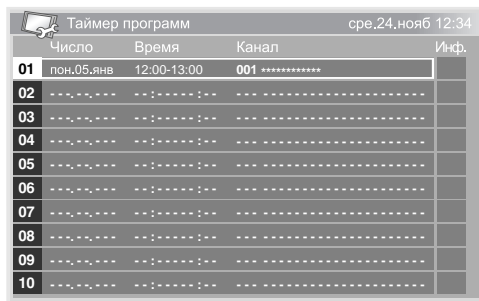 Таймер программ сре.24.нояб 12:34
Число Время Канал Инф.
01 пон.05.янв 12:00-13:00 001 ************
02 ---.--.--- --:-----:-- --- -----------------------
03 ---.--.--- --:-----:-- --- -----------------------
04 ---.--.--- --:-----:-- --- -----------------------
05 ---.--.--- --:-----:-- --- -----------------------
06 ---.--.--- --:-----:-- --- -----------------------
07 ---.--.--- --:-----:-- --- -----------------------
08 ---.--.--- --:-----:-- --- -----------------------
09 ---.--.--- --:-----:-- --- -----------------------
10 ---.--.--- --:-----:-- --- -----------------------